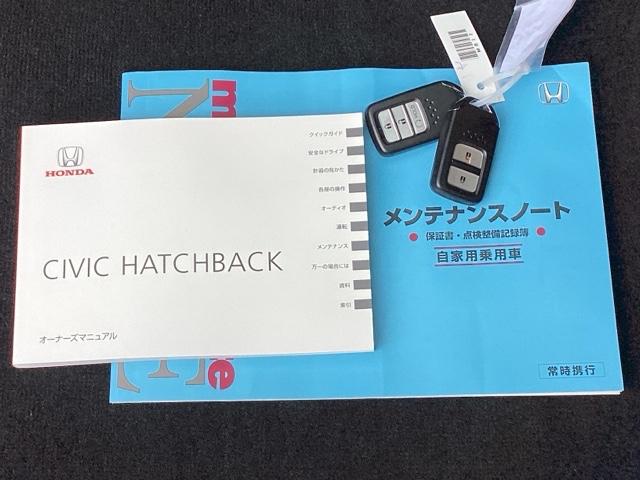 HONDA
CIVIC HATCHBACK
オーナーズマニュアル
クイックガイド
安全なドライブ
計器の見かた
各部の操作
オーディオ
運転
メンテナンス
万一の場合には
資料
索引
メンテナンスノート
保証書・点検整備記録簿
自家用乗用車
常時携行